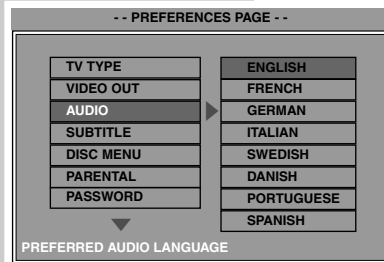 - - PREFERENCES PAGE - -
TV TYPE
VIDEO OUT
AUDIO
SUBTITLE
DISC MENU
PARENTAL
PASSWORD
ENGLISH
FRENCH
GERMAN
ITALIAN
SWEDISH
DANISH
PORTUGUESE
SPANISH
PREFERRED AUDIO LANGUAGE